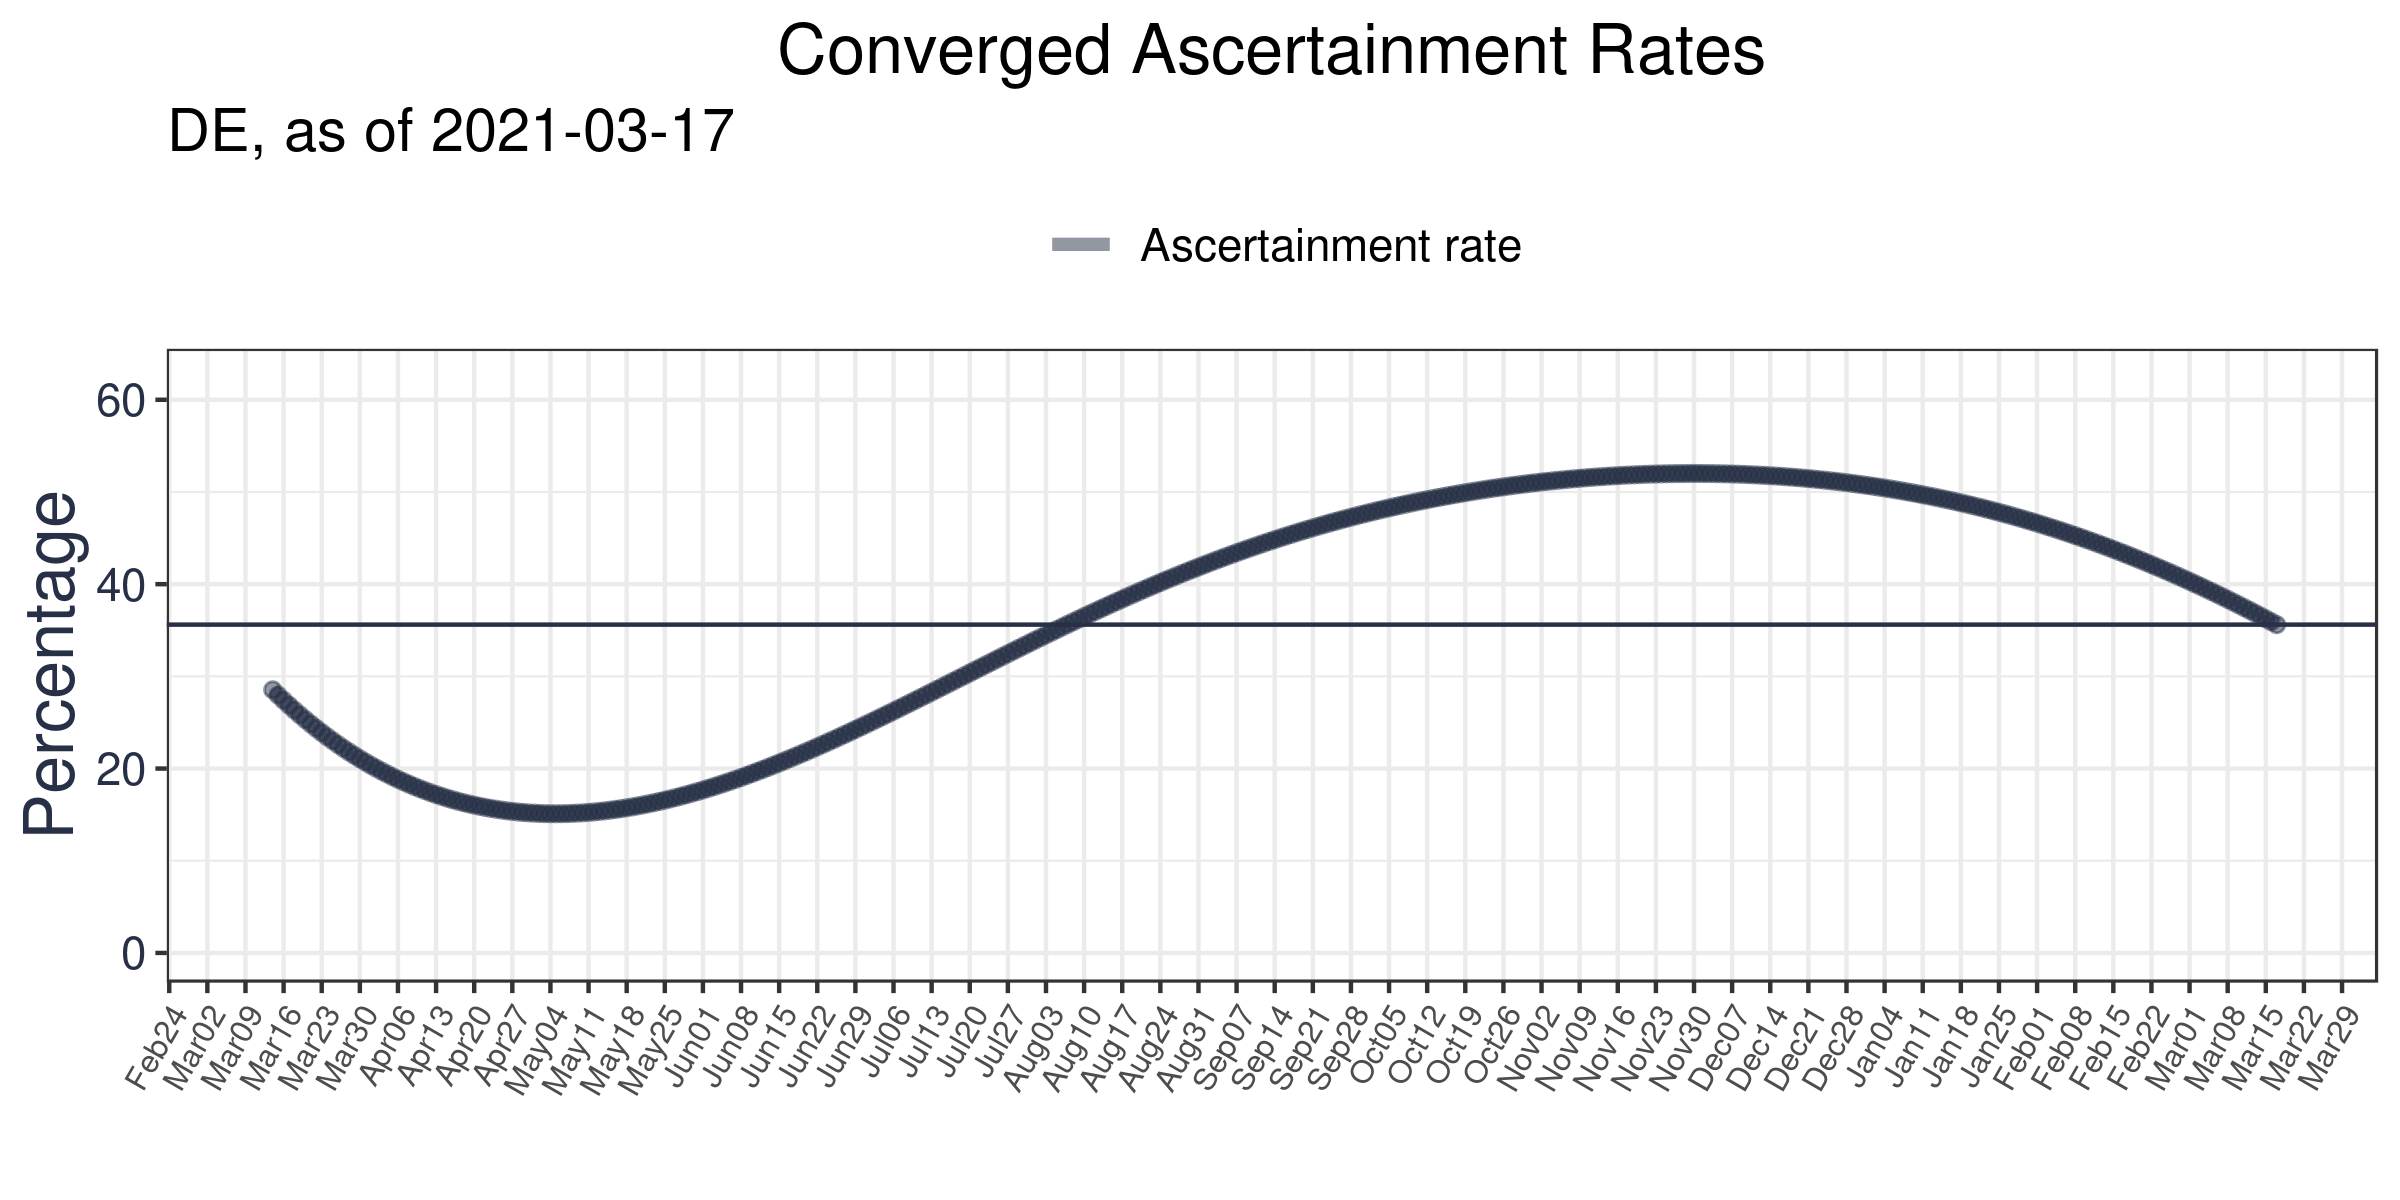 Converged Ascertainment Rates
DE, as of 2021-03-17
Ascertainment rate
Percentage
60
40
20
0
Feb24
Mar02
Mar09
Mar16
Mar23
Mar30
Apr06
Apr13
Apr20
Apr27
May04
May11
May18
May25
Jun01
Jun08
Jun15
Jun22
Jun29
Jul06
Jul13
Jul20
Jul27
Aug03
Aug10
Aug17
Aug24
Aug31
Sep07
Sep14
Sep21
Sep28
Oct05
Oct12
Oct19
Oct26
Nov02
Nov09
Nov16
Nov23
Nov30
Dec07
Dec14
Dec21
Dec28
Jan04
Jan11
Jan18
Jan25
Feb01
Feb08
Feb15
Feb22
Mar01
Mar08
Mar15
Mar22
Mar29